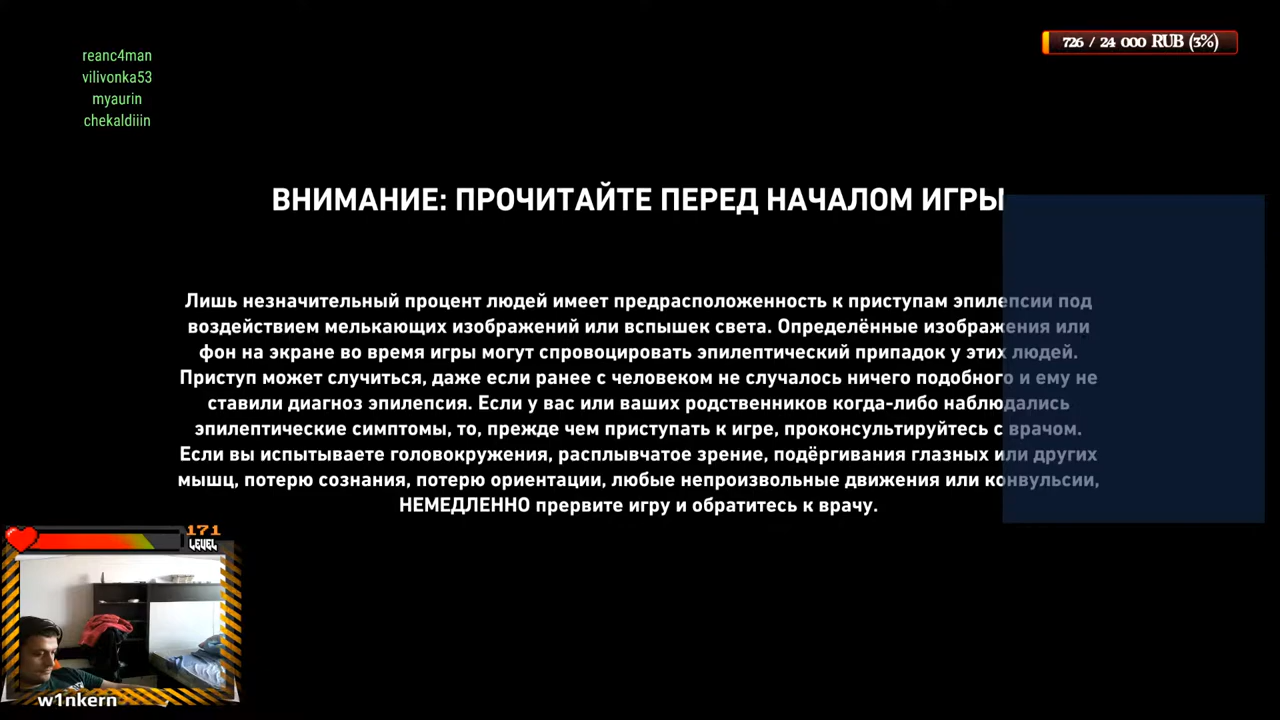 reanc4man
vilivonka53
myaurin
chekaldiiin
726 / 24 000 RUB (3%)
ВНИМАНИЕ: ПРОЧИТАЙТЕ ПЕРЕД НАЧАЛОМ ИГРЫ
Лишь незначительный процент людей имеет предрасположенность к приступам эпилепсии под
воздействием мелькающих изображений или вспышек света. Определённые изображения или
фон на экране во время игры могут спровоцировать эпилептический припадок у этих людей.
Приступ может случиться, даже если ранее с человеком не случалось ничего подобного и ему не
ставили диагноз эпилепсия. Если у вас или ваших родственников когда-либо наблюдались
эпилептические симптомы, то, прежде чем приступать к игре, проконсультируйтесь с врачом.
Если вы испытываете головокружения, расплывчатое зрение, подёргивания глазных или других
мышц, потерю сознания, потерю ориентации, любые непроизвольные движения или конвульсии,
НЕМЕДЛЕННО прервите игру и обратитесь к врачу.
171
LEVEL
w1nkern